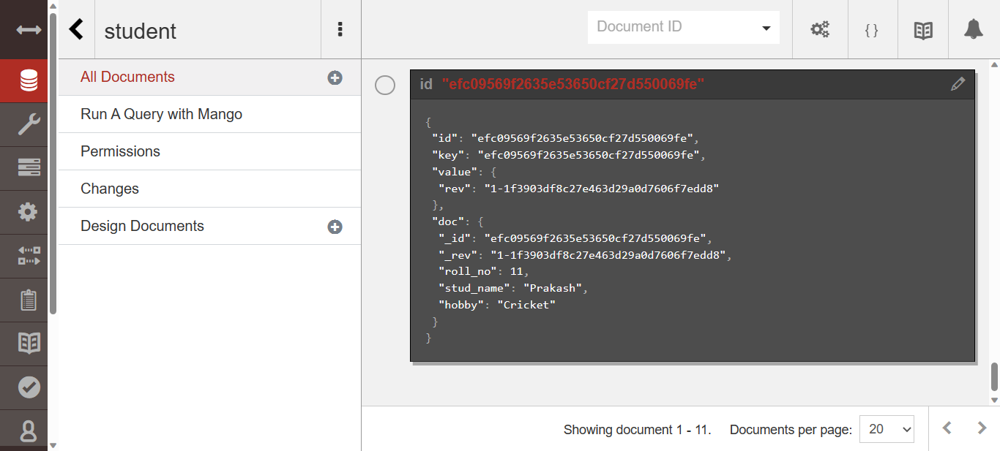 student
Document ID
{ }
All Documents
Run A Query with Mango
Permissions
Changes
Design Documents
id "efc09569f2635e53650cf27d550069fe"
{
"id": "efc09569f2635e53650cf27d550069fe",
"key": "efc09569f2635e53650cf27d550069fe",
"value": {
"rev": "1-1f3903df8c27e463d29a0d7606f7edd8"
},
"doc": {
"_id": "efc09569f2635e53650cf27d550069fe",
"_rev": "1-1f3903df8c27e463d29a0d7606f7edd8",
"roll_no": 11,
"stud_name": "Prakash",
"hobby": "Cricket"
}
}
Showing document 1 - 11. Documents per page: 20